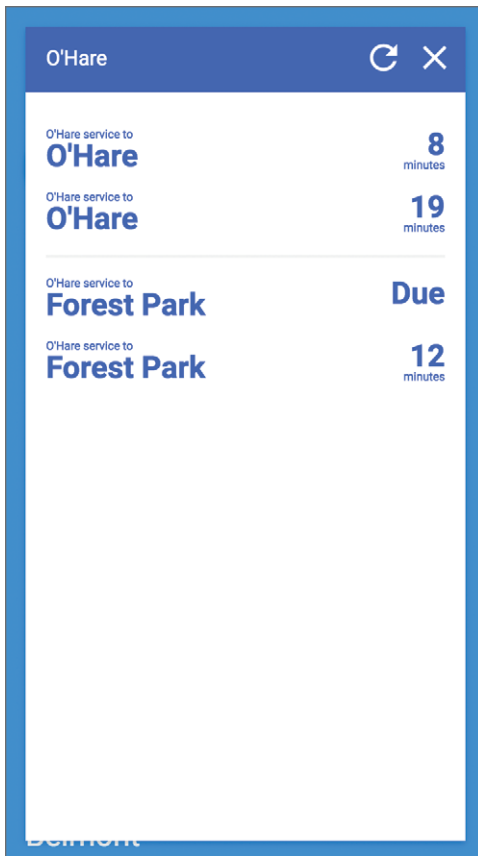 O'Hare
O'Hare service to
O'Hare
8
minutes
O'Hare service to
O'Hare
19
minutes
O'Hare service to
Forest Park
Due
O'Hare service to
Forest Park
12
minutes
Belmont